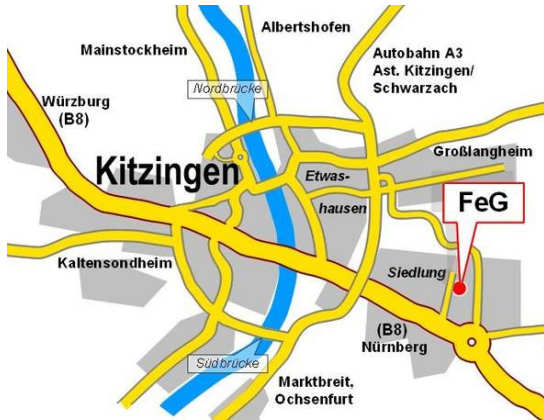 Albertshofen
Mainstockheim
Autobahn A3
Ast. Kitzingen/
Schwarzach
Nordbrücke
Würzburg
(B8)
Großlangheim
Kitzingen
Etwas-
hausen
FeG
Kaltensondheim
Siedlung
(B8)
Nürnberg
Südbrücke
Marktbreit,
Ochsenfurt